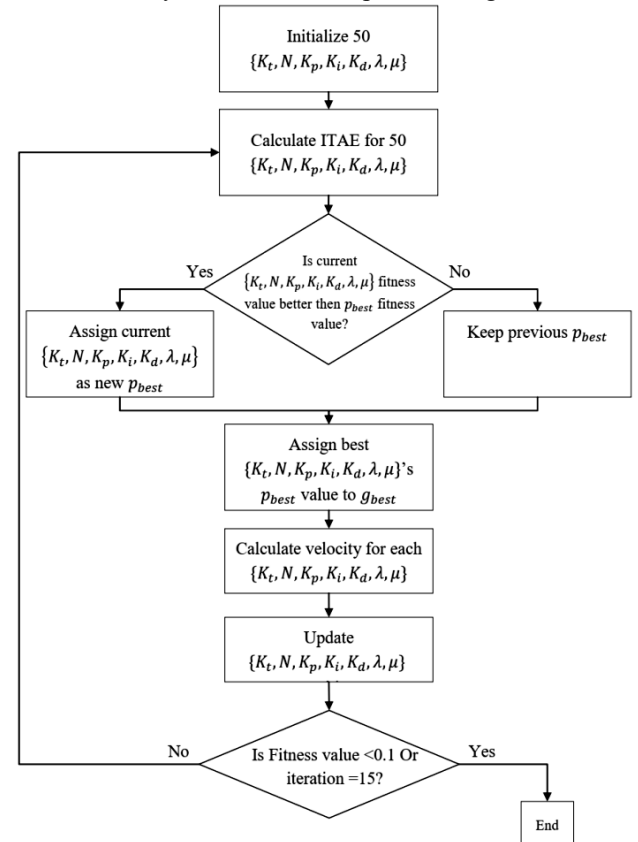 Initialize 50
{K_t, N, K_p, K_i, K_d, λ, μ}
Calculate ITAE for 50
{K_t, N, K_p, K_i, K_d, λ, μ}
Is current
{K_t, N, K_p, K_i, K_d, λ, μ} fitness
value better then p_best fitness
value?
Yes
No
Assign current
{K_t, N, K_p, K_i, K_d, λ, μ}
as new p_best
Keep previous p_best
Assign best
{K_t, N, K_p, K_i, K_d, λ, μ}'s
p_best value to g_best
Calculate velocity for each
{K_t, N, K_p, K_i, K_d, λ, μ}
Update
{K_t, N, K_p, K_i, K_d, λ, μ}
Is Fitness value <0.1 Or
iteration =15?
No
Yes
End